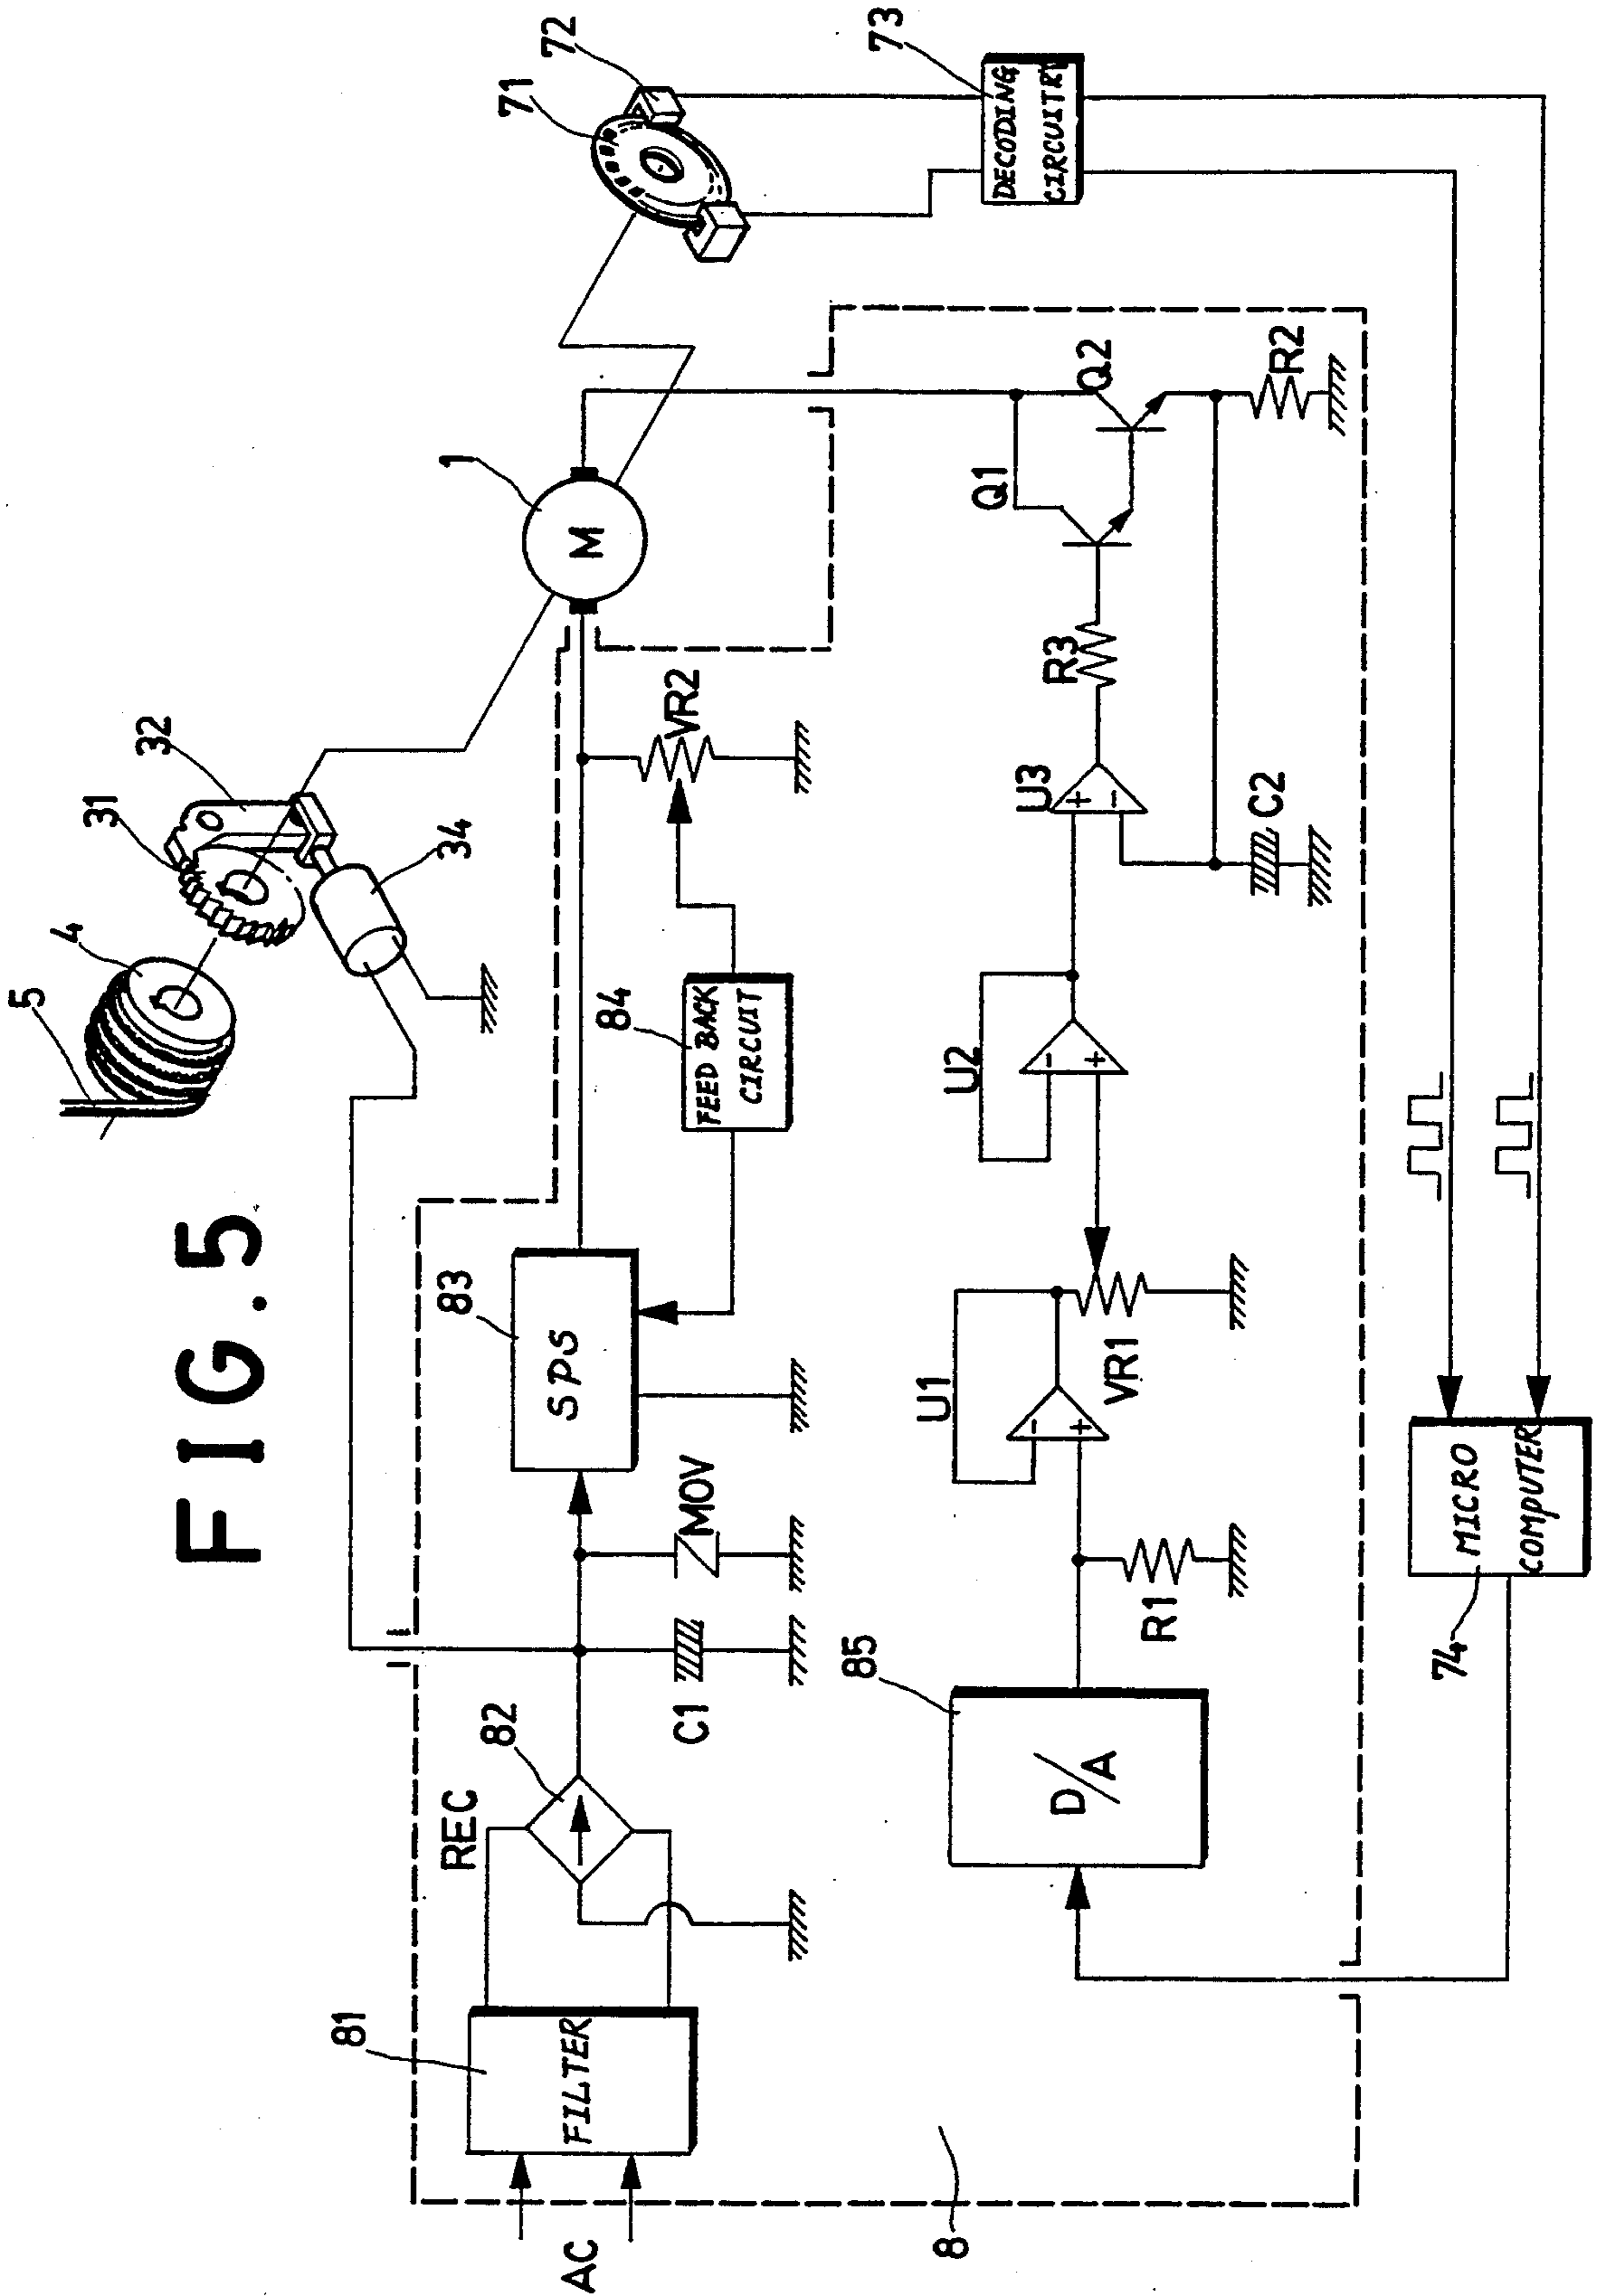 FIG.5
5
4
31
32
34
1
M
71
72
73
DECODING
CIRCUITRY
AC
81
FILTER
REC
82
C1
MOV
83
SPS
84
FEED BACK
CIRCUIT
VR2
8
85
D/A
R1
U1
VR1
U2
U3
C2
R3
Q1
Q2
R2
74
MICRO
COMPUTER
+
-
+
-
+
-